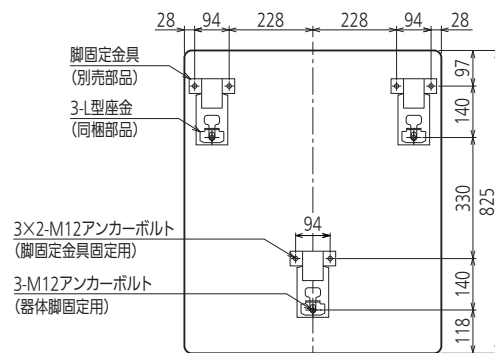 28 94 228 228 94 28
脚固定金具
(別売部品)
3-L型座金
(同梱部品)
97
140
330
825
3×2-M12アンカーボルト
(脚固定金具固定用)
94
3-M12アンカーボルト
(器体脚固定用)
140
118